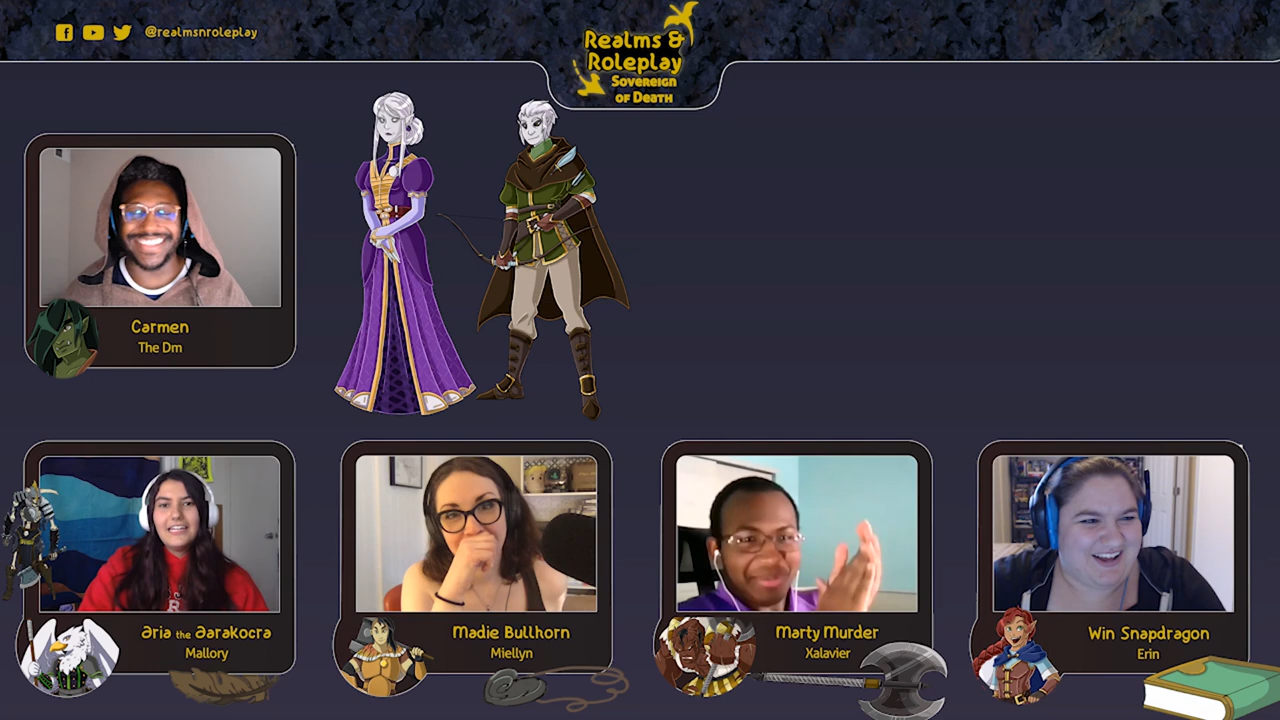 @realmsnroleplay
Realms &
Roleplay
Sovereign
of Death
Carmen
The Dm
Aria the Aarakocra
Mallory
Madie Bullhorn
Miellyn
Marty Murder
Xalavier
Win Snapdragon
Erin